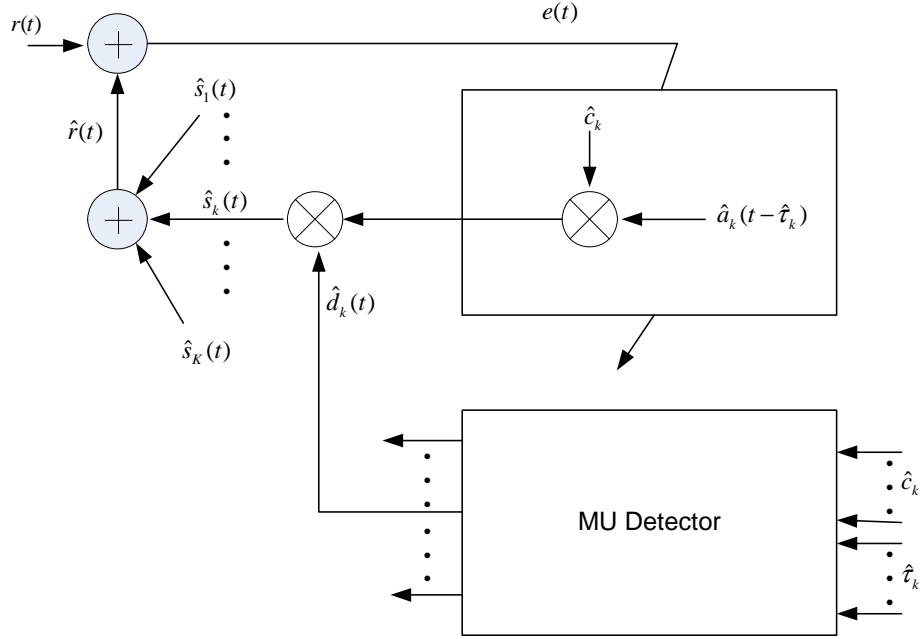 e(t)
r(t)
+
ŝ₁(t)
ĉₖ
r̂(t)
ŝₖ(t)
+
âₖ(t−τ̂ₖ)
d̂ₖ(t)
ŝ_K(t)
ĉₖ
MU Detector
τ̂ₖ